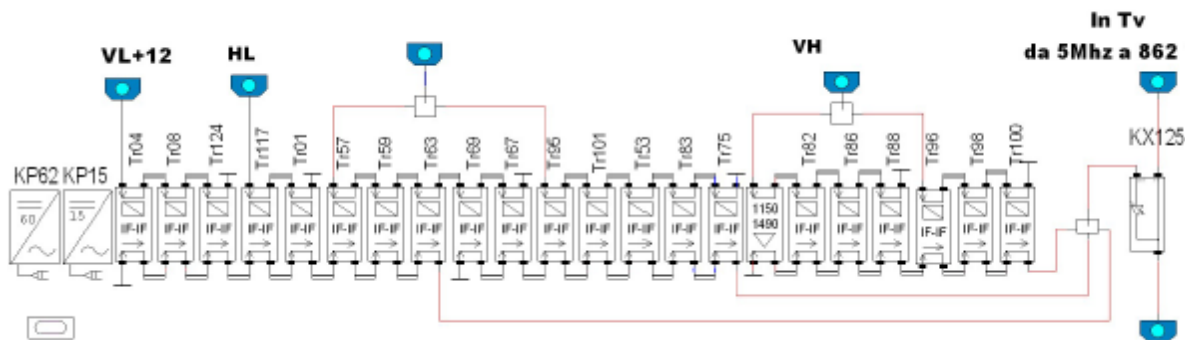 In Tv
VL+12 HL VH da 5Mhz a 862
KX125
Tr04 Tr08 Tr124 Tr117 Tr01 Tr57 Tr59 Tr63 Tr69 Tr67 Tr95 Tr101 Tr53 Tr83 Tr75 Tr82 Tr86 Tr88 Tr96 Tr98 Tr100
KP62 KP15
60 15 1150
1490
IF-IF IF-IF IF-IF IF-IF IF-IF IF-IF IF-IF IF-IF IF-IF IF-IF IF-IF IF-IF IF-IF IF-IF IF-IF IF-IF IF-IF IF-IF IF-IF IF-IF IF-IF